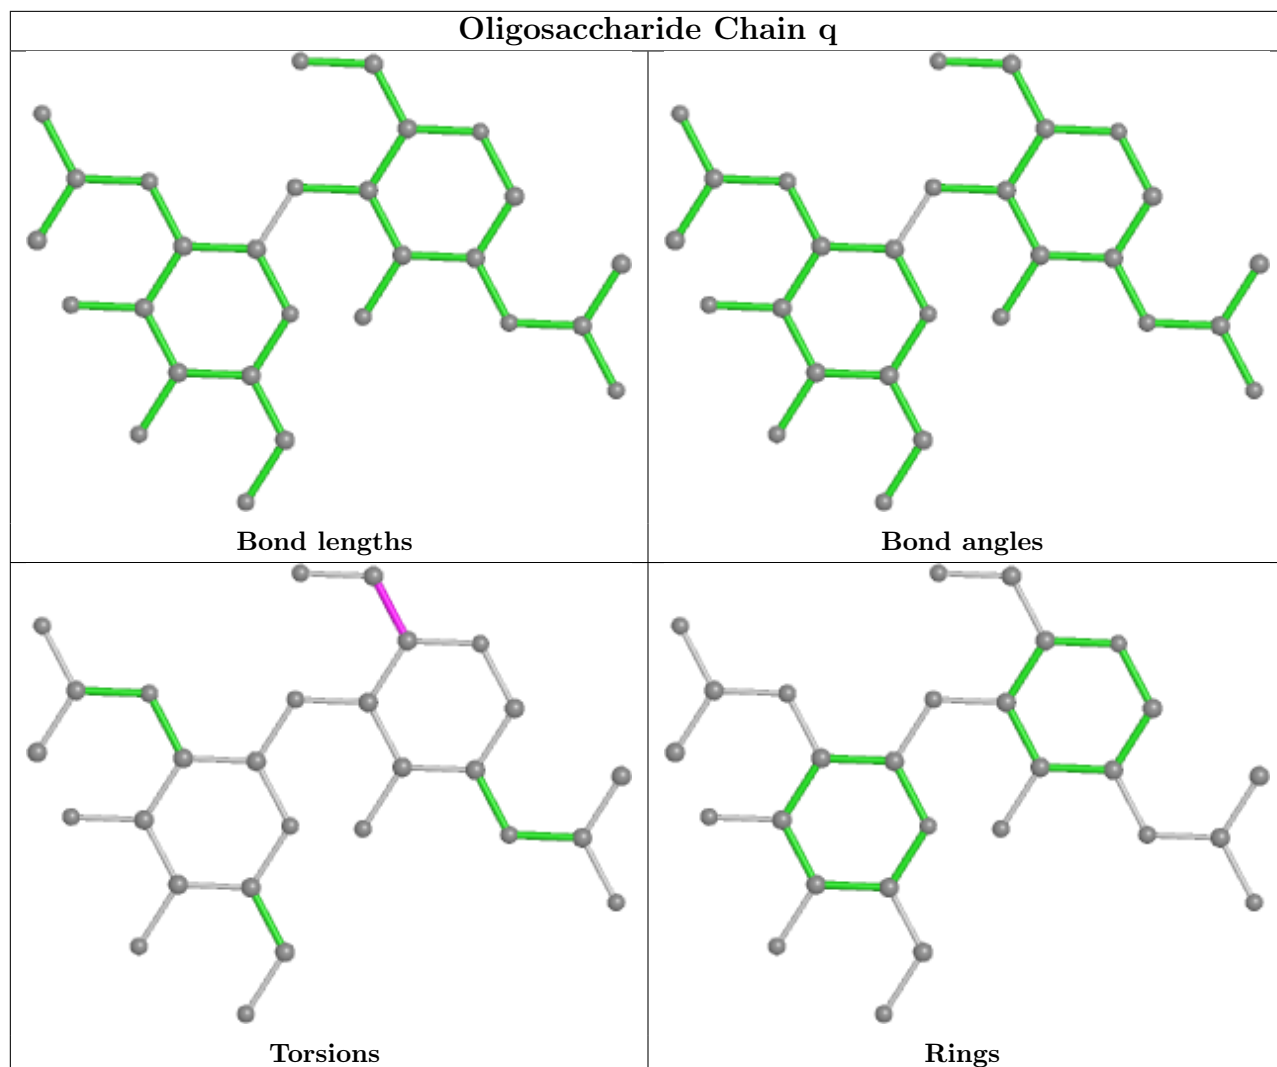 Oligosaccharide Chain q
Bond lengths
Bond angles
Torsions
Rings